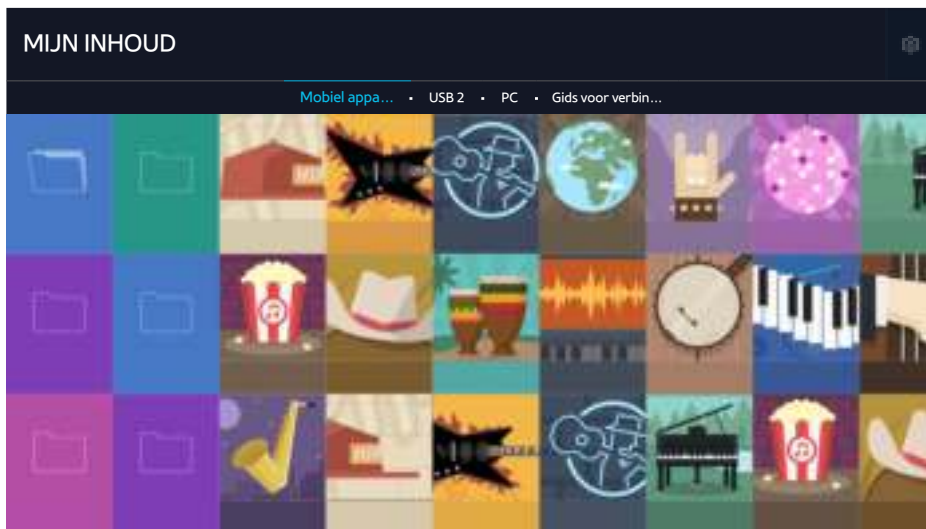 MIJN INHOUD
Mobiel appa... • USB 2 • PC • Gids voor verbin...